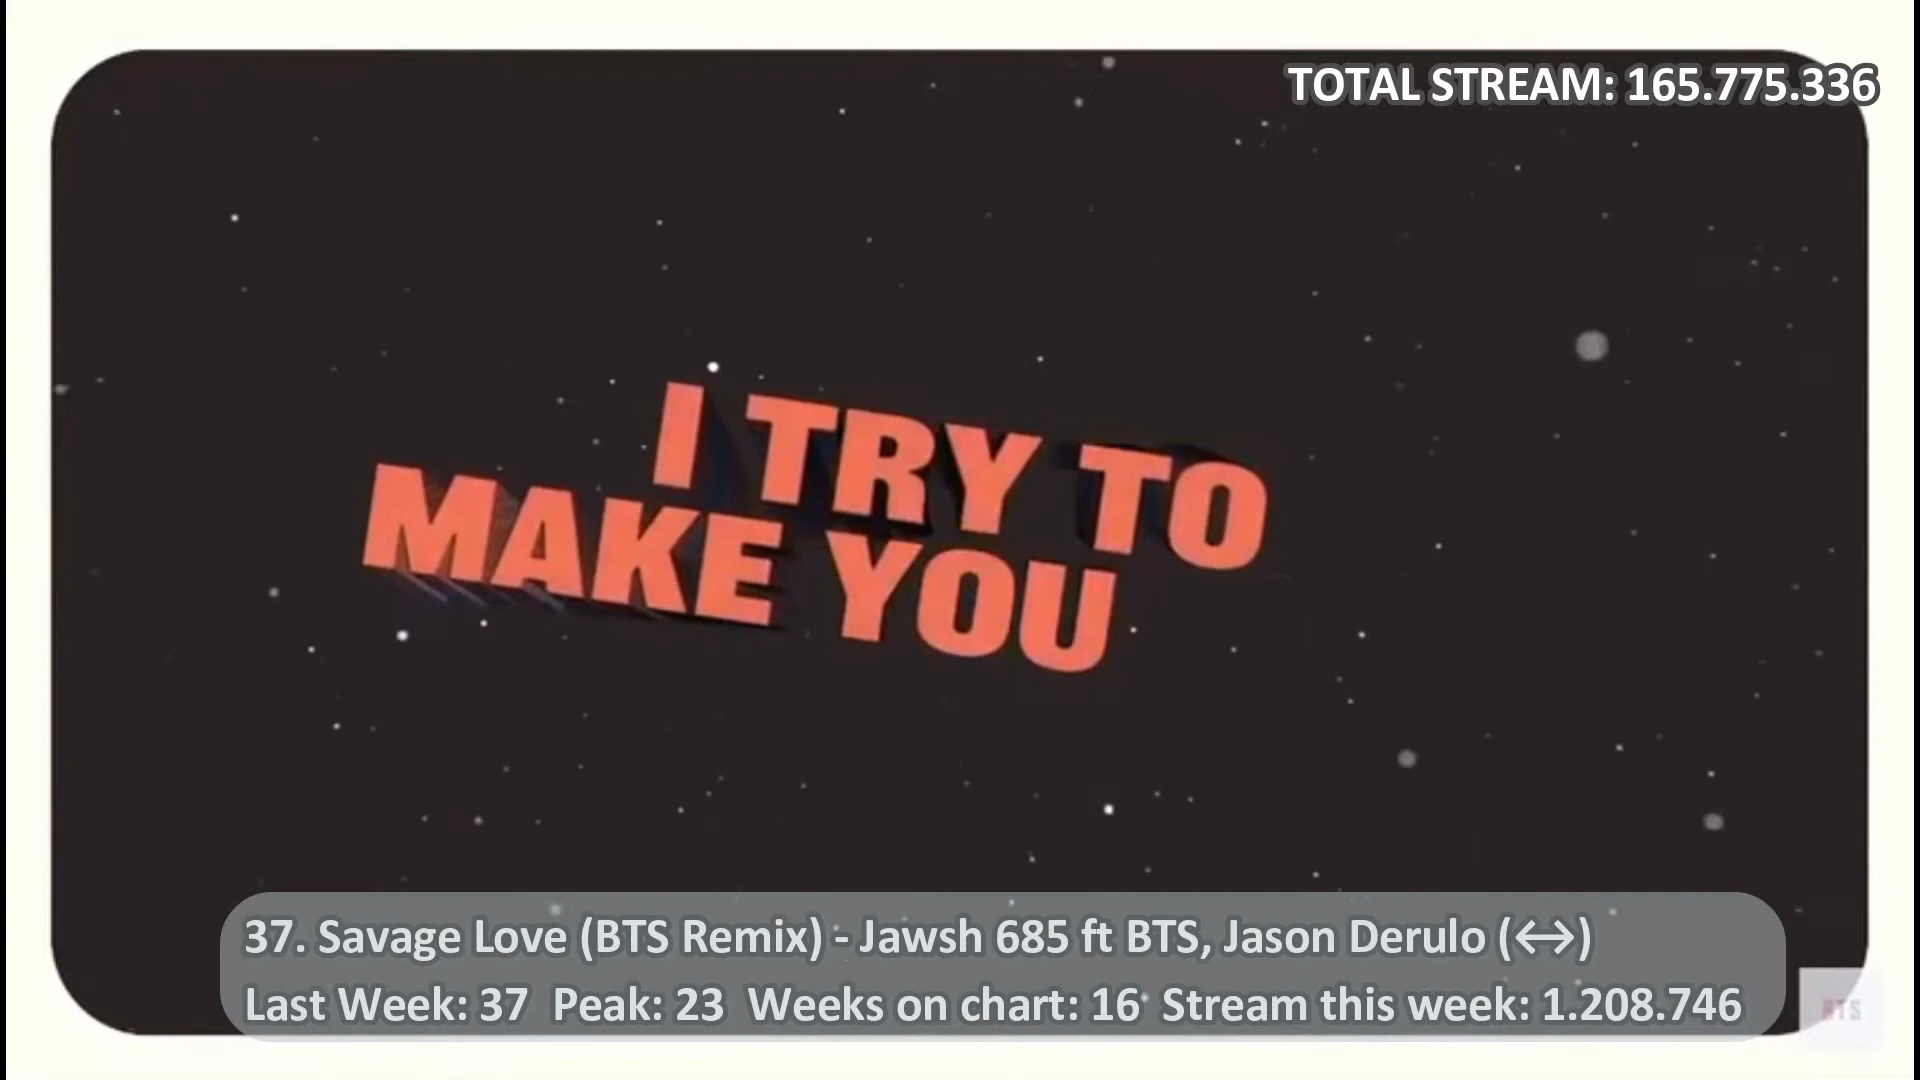 TOTAL STREAM: 165.775.336
I TRY TO
MAKE YOU
37. Savage Love (BTS Remix) - Jawsh 685 ft BTS, Jason Derulo (↔)
Last Week: 37 Peak: 23 Weeks on chart: 16 Stream this week: 1.208.746
BTS